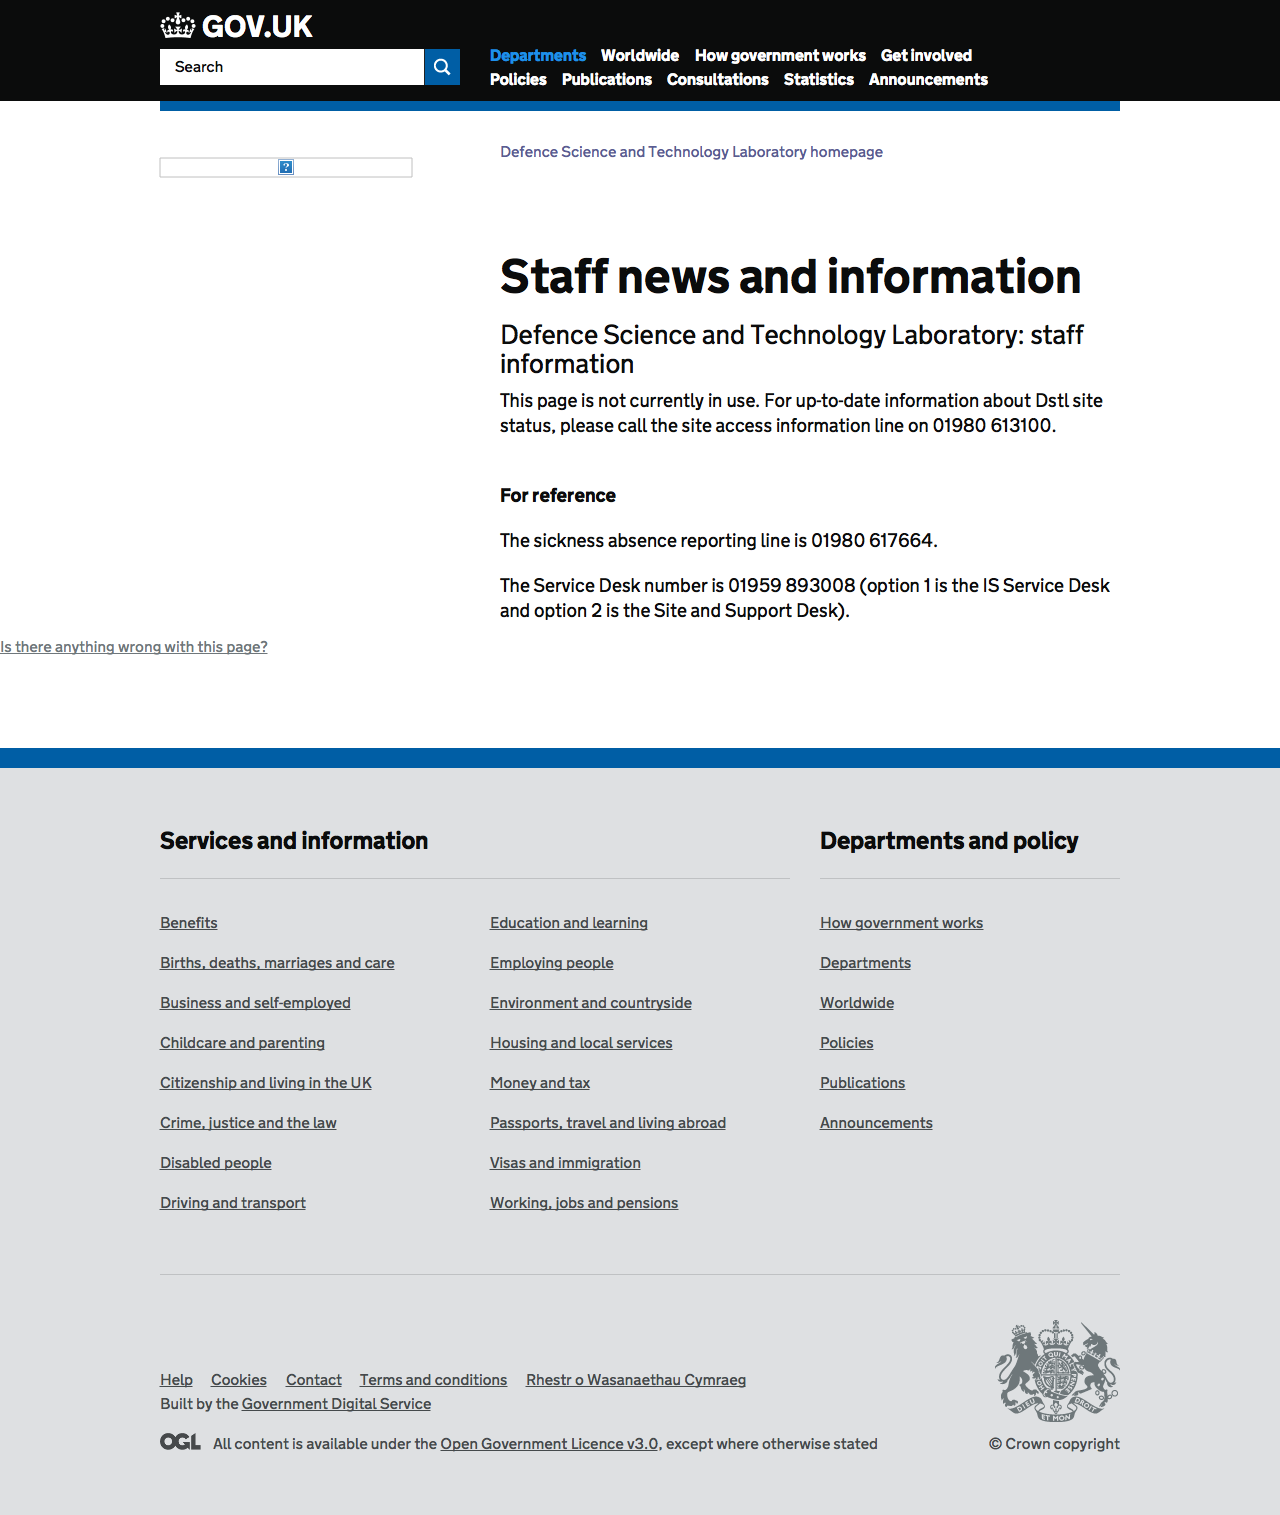 GOV.UK
Search
Departments Worldwide How government works Get involved
Policies Publications Consultations Statistics Announcements
Defence Science and Technology Laboratory homepage
?
Staff news and information
Defence Science and Technology Laboratory: staff
information
This page is not currently in use. For up-to-date information about Dstl site
status, please call the site access information line on 01980 613100.
For reference
The sickness absence reporting line is 01980 617664.
The Service Desk number is 01959 893008 (option 1 is the IS Service Desk
and option 2 is the Site and Support Desk).
Is there anything wrong with this page?
Services and information
Benefits
Births, deaths, marriages and care
Business and self-employed
Childcare and parenting
Citizenship and living in the UK
Crime, justice and the law
Disabled people
Driving and transport
Education and learning
Employing people
Environment and countryside
Housing and local services
Money and tax
Passports, travel and living abroad
Visas and immigration
Working, jobs and pensions
Departments and policy
How government works
Departments
Worldwide
Policies
Publications
Announcements
Help Cookies Contact Terms and conditions Rhestr o Wasanaethau Cymraeg
Built by the Government Digital Service
OGL All content is available under the Open Government Licence v3.0, except where otherwise stated
DIEU ET MON DROIT
© Crown copyright